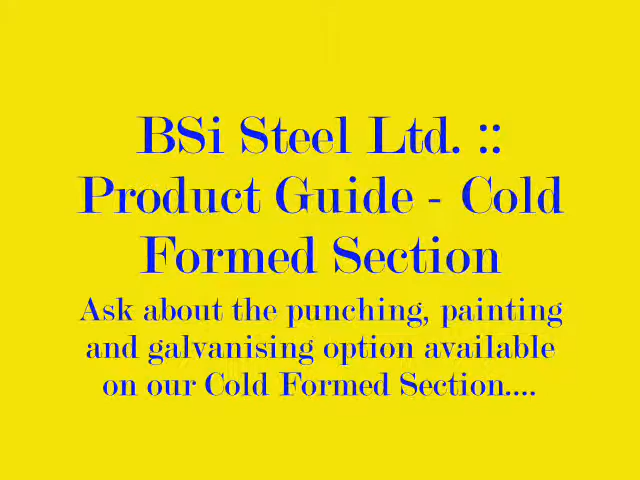 BSi Steel Ltd. ::
Product Guide - Cold
Formed Section
Ask about the punching, painting
and galvanising option available
on our Cold Formed Section....